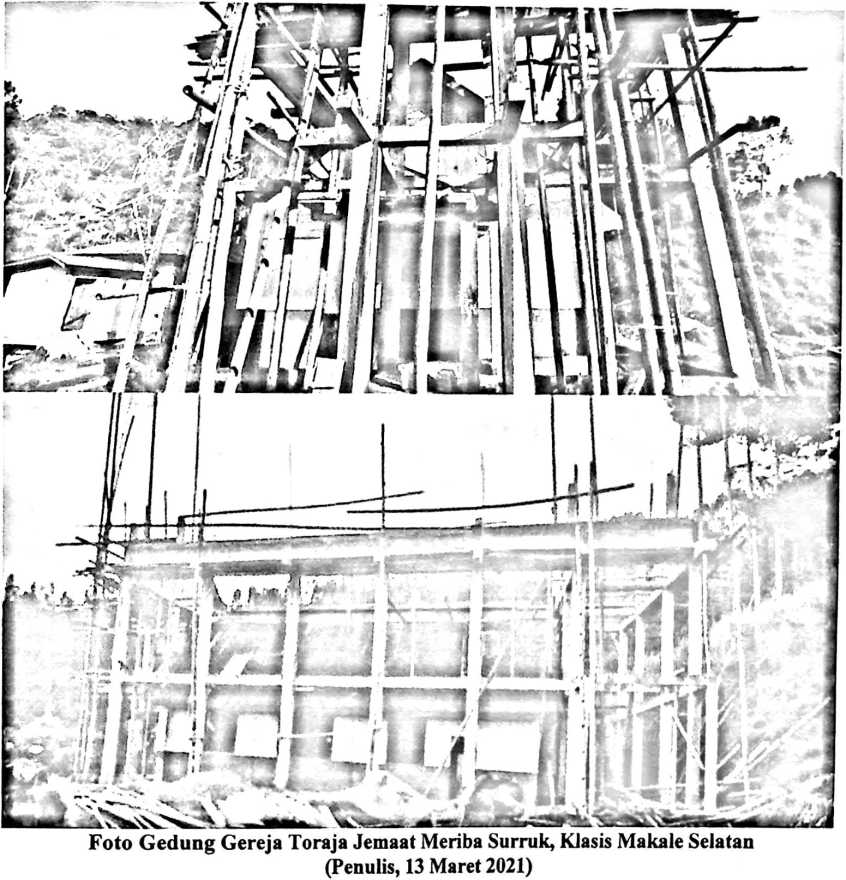 Foto Gedung Gereja Toraja Jemaat Meriba Surruk, Klasis Makale Selatan
(Penulis, 13 Maret 2021)